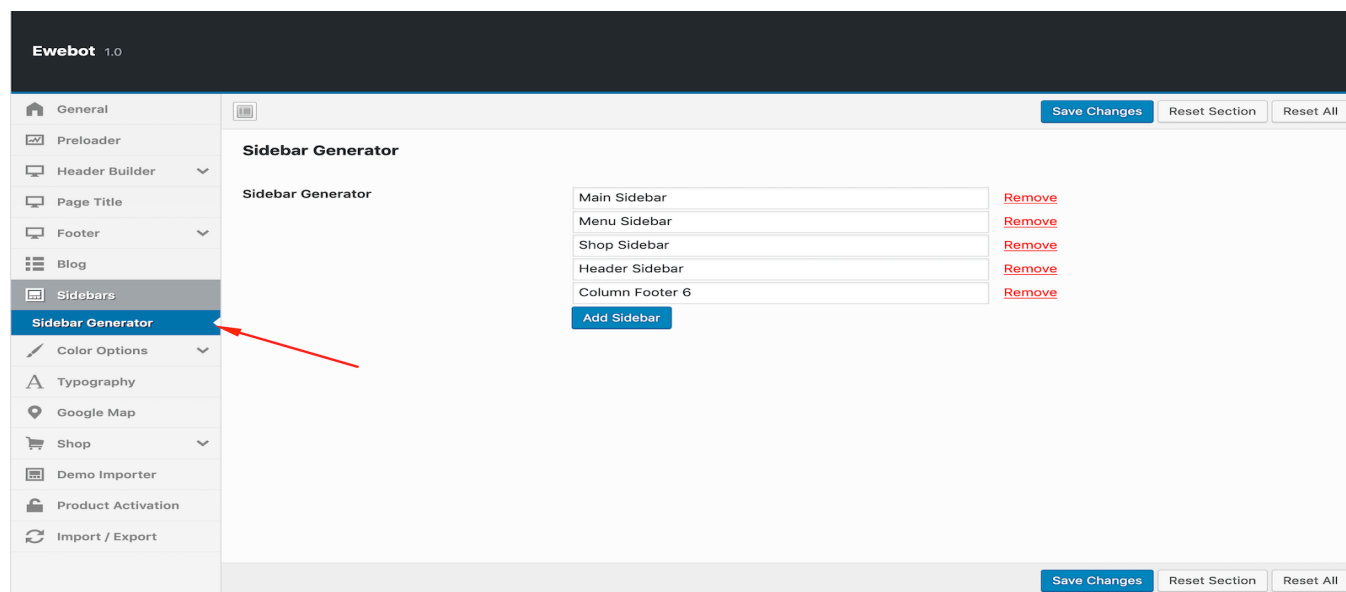 Ewebot 1.0
General
Save Changes Reset Section Reset All
Preloader
Header Builder
Page Title
Footer
Blog
Sidebars
Sidebar Generator
Color Options
Typography
Google Map
Shop
Demo Importer
Product Activation
Import / Export
Sidebar Generator
Sidebar Generator
Main Sidebar Remove
Menu Sidebar Remove
Shop Sidebar Remove
Header Sidebar Remove
Column Footer 6 Remove
Add Sidebar
Save Changes Reset Section Reset All